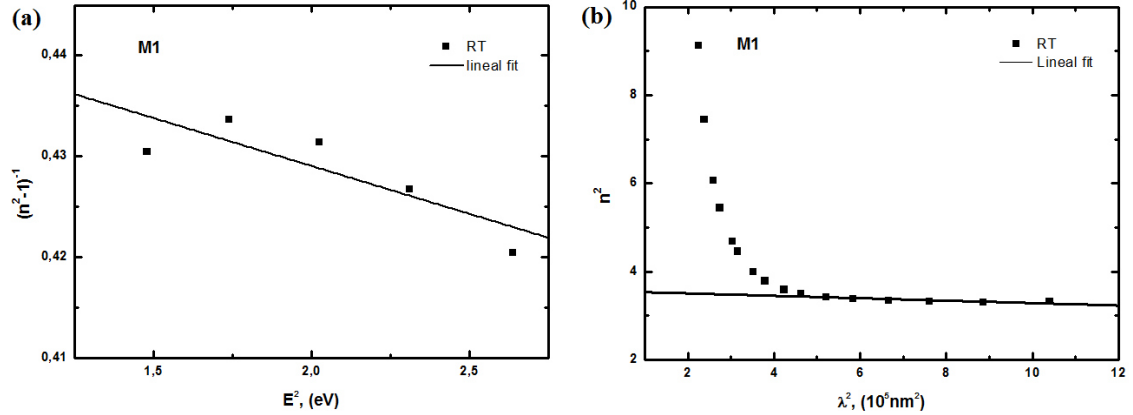 (a)
M1
RT
lineal fit
0,44
0,43
0,42
0,41
(n²-1)⁻¹
1,5
2,0
2,5
E², (eV)
(b)
M1
RT
Lineal fit
10
8
6
4
2
n²
2
4
6
8
10
12
λ², (10⁵nm²)